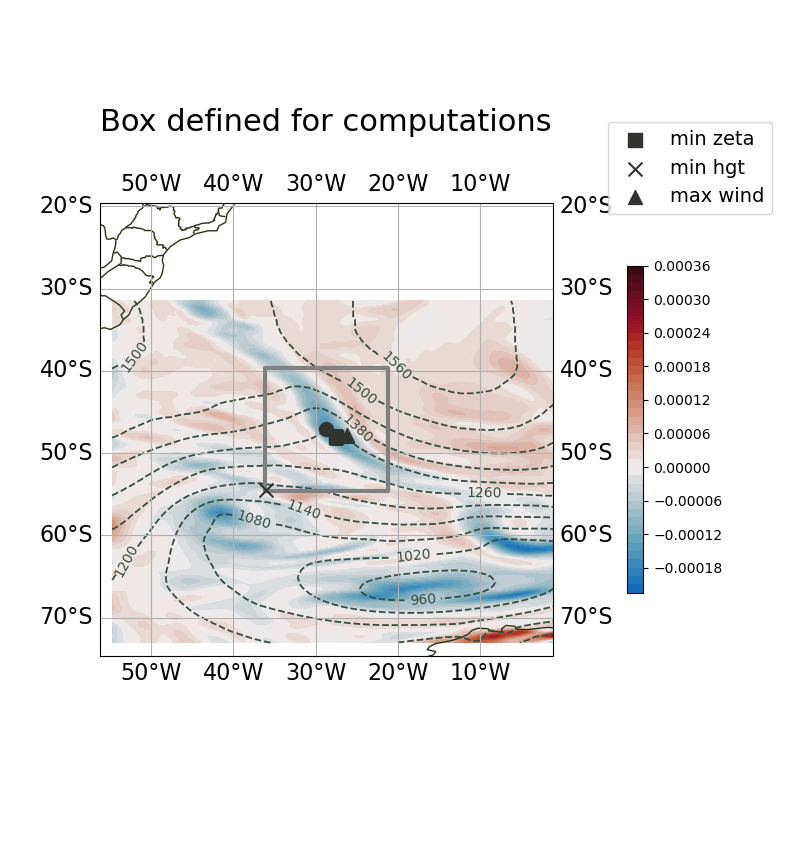 Box defined for computations
min zeta
min hgt
max wind
50°W 40°W 30°W 20°W 10°W
20°S 20°S
30°S 30°S
40°S 40°S
50°S 50°S
60°S 60°S
70°S 70°S
50°W 40°W 30°W 20°W 10°W
1500
1560
1500
1380
1260
1140
1080
1020
1200
960
0.00036
0.00030
0.00024
0.00018
0.00012
0.00006
0.00000
−0.00006
−0.00012
−0.00018